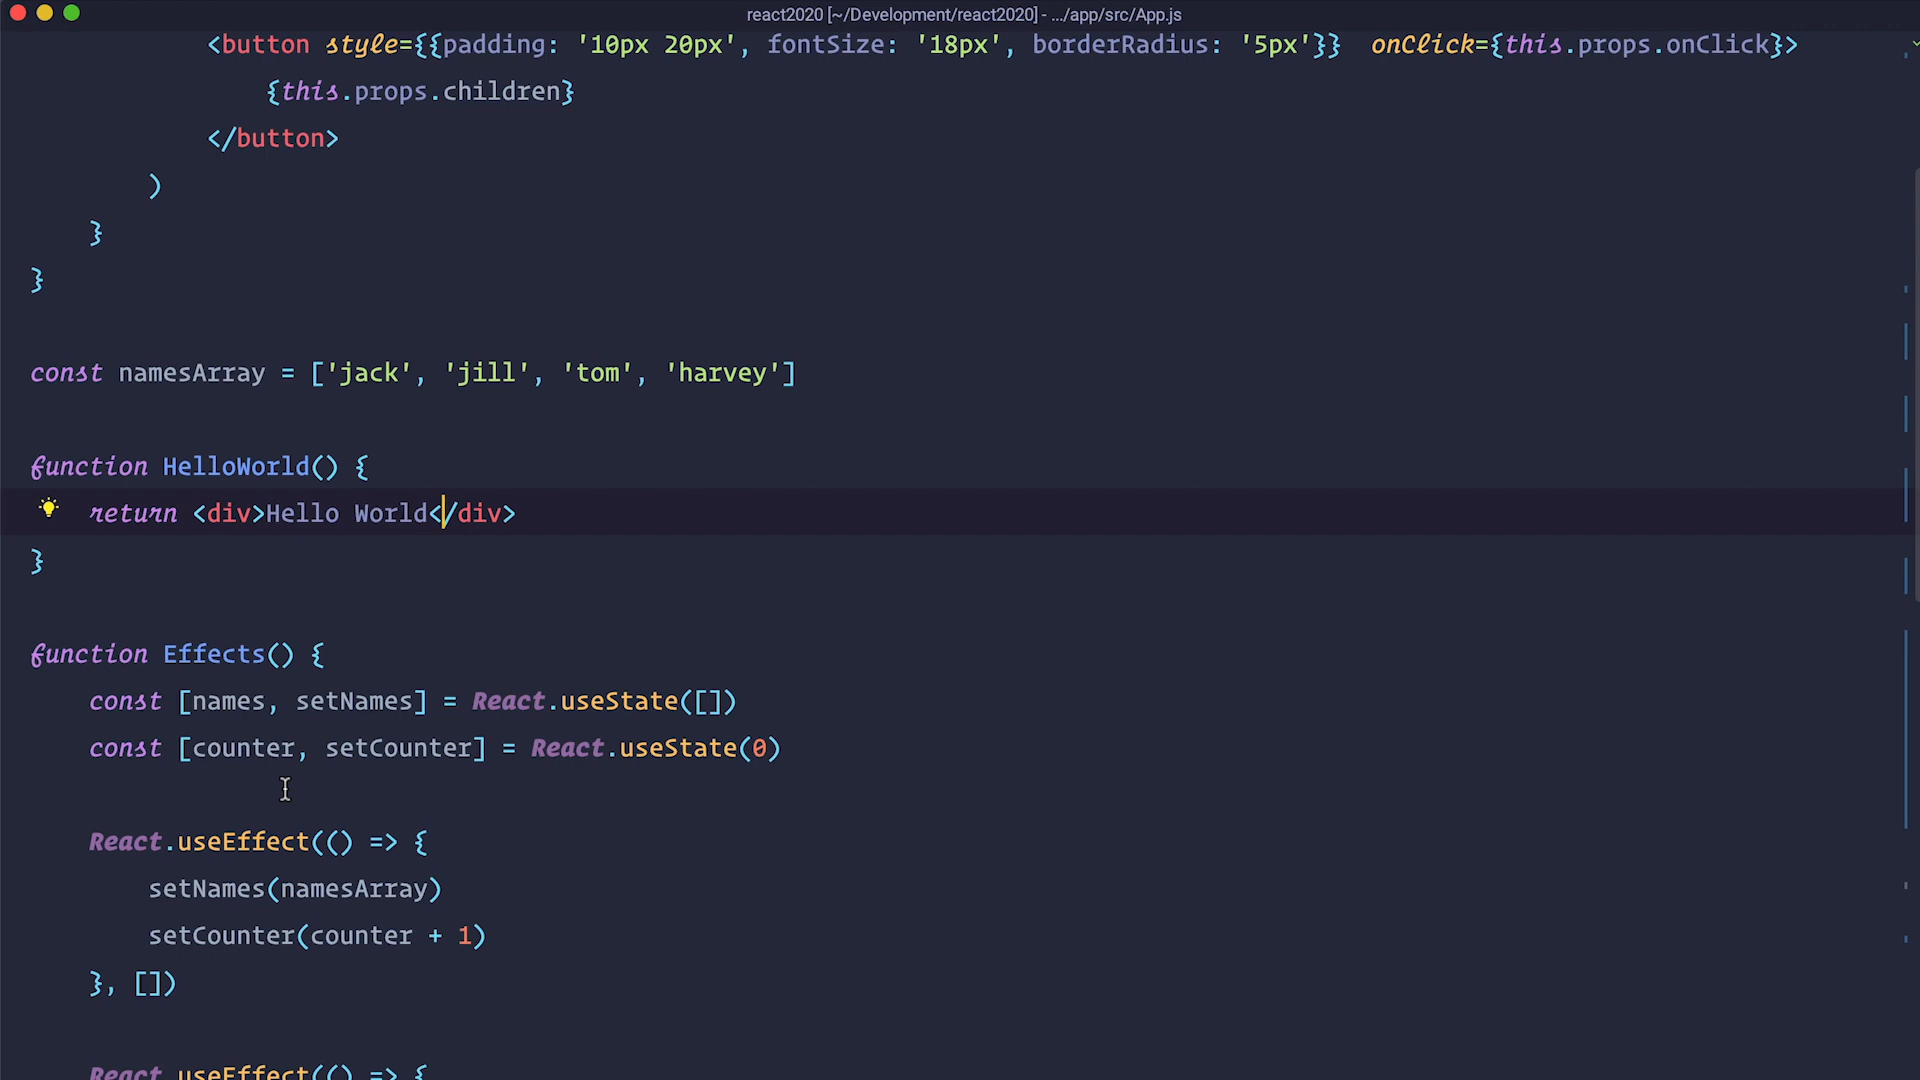 react2020 [~/Development/react2020] - .../app/src/App.js
<button style={{padding: '10px 20px', fontSize: '18px', borderRadius: '5px'}} onClick={this.props.onClick}>
{this.props.children}
</button>
)
}
}
const namesArray = ['jack', 'jill', 'tom', 'harvey']
function HelloWorld() {
return <div>Hello World</div>
}
function Effects() {
const [names, setNames] = React.useState([])
const [counter, setCounter] = React.useState(0)
React.useEffect(() => {
setNames(namesArray)
setCounter(counter + 1)
}, [])
React.useEffect(() => {